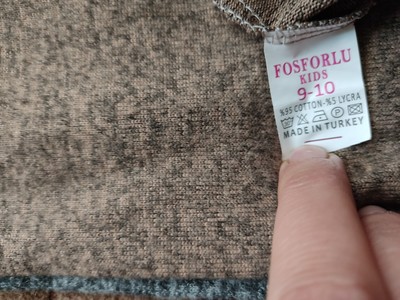 FOSFORLU
KIDS
9-10
%95 COTTON-%5 LYCRA
MADE IN TURKEY